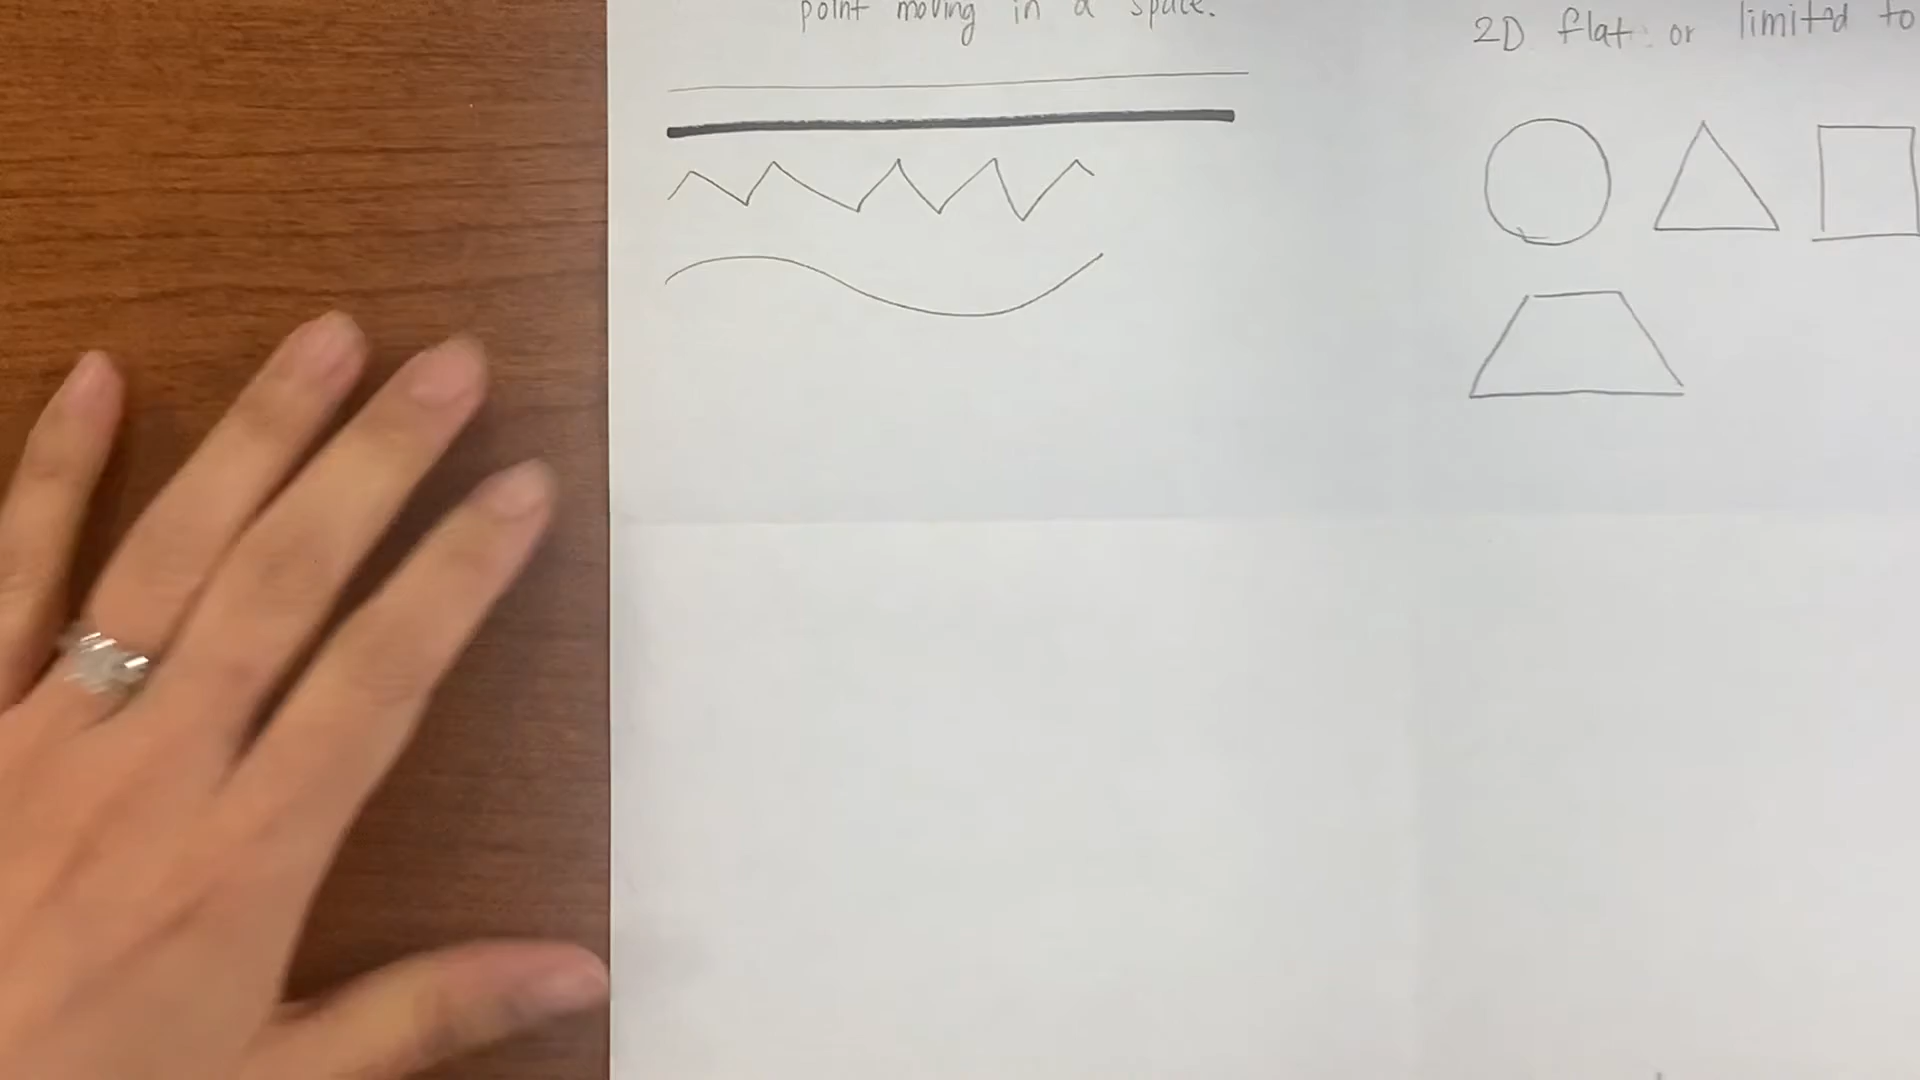 point moving in a space.
2D flat or limited to